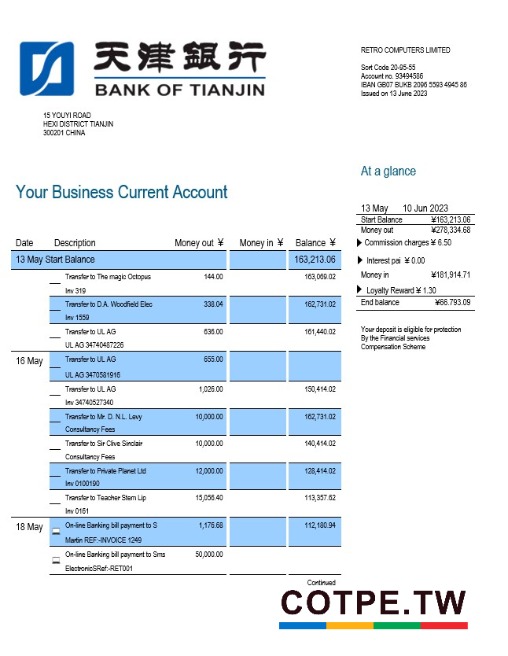 天津銀行
BANK OF TIANJIN
RETRO COMPUTERS LIMITED
Sort Code 20-95-55
Account no. 93494586
IBAN GB07 BUKB 2096 5593 4945 86
Issued on 13 June 2023
15 YOUYI ROAD
HEXI DISTRICT TIANJIN
300201 CHINA
At a glance
Your Business Current Account
13 May 10 Jun 2023
Start Balance ¥163,213.06
Money out ¥278,334.68
Commission charges ¥ 6.50
Interest pai ¥ 0.00
Money in ¥181,914.71
Loyalty Reward ¥ 1.30
End balance ¥66.793.09
Your deposit is eligible for protection
By the Financial services
Compensation Scheme
Date Description Money out ¥ Money in ¥ Balance ¥
13 May Start Balance 163,213.06
Transfer to The magic Octopus 144.00 163,069.02
Inv 319
Transfer to D.A. Woodfield Elec 338.04 162,731.02
Inv 1559
Transfer to UL AG 636.00 161,440.02
UL AG 34740487226
16 May Transfer to UL AG 655.00
UL AG 3470581916
Transfer to UL AG 1,026.00 150,414.02
Inv 34740527340
Transfer to Mr. D. N.L. Levy 10,000.00 162,731.02
Consultancy Fees
Transfer to Sir Clive Sinclair 10,000.00 140,414.02
Consultancy Fees
Transfer to Private Planet Ltd 12,000.00 128,414.02
Inv 0100190
Transfer to Teacher Stern Lip 15,056.40 113,357.62
Inv 0161
18 May On-line Banking bill payment to S 1,176.68 112,180.94
Martin REF:-INVOICE 1249
On-line Banking bill payment to Sms 50,000.00
ElectronicSRef:-RET001
Continued
COTPE.TW